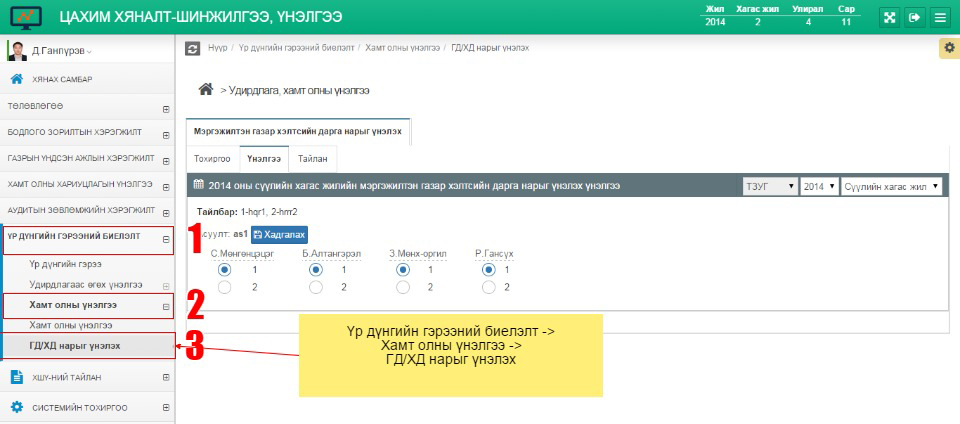 ЦАХИМ ХЯНАЛТ-ШИНЖИЛГЭЭ, ҮНЭЛГЭЭ
Жил Хагас жил Улирал Сар
2014 2 4 11
Д.Ганпүрэв
Нүүр / Үр дүнгийн гэрээний биелэлт / Хамт олны үнэлгээ / ГД/ХД нарыг үнэлэх
ХЯНАХ САМБАР
ТӨЛӨВЛӨГӨӨ
БОДЛОГО ЗОРИЛТЫН ХЭРЭГЖИЛТ
ГАЗРЫН ҮНДСЭН АЖЛЫН ХЭРЭГЖИЛТ
ХАМТ ОЛНЫ ХАРИУЦЛАГЫН ҮНЭЛГЭЭ
АУДИТЫН ЗӨВЛӨМЖИЙН ХЭРЭГЖИЛТ
ҮР ДҮНГИЙН ГЭРЭЭНИЙ БИЕЛЭЛТ
1
Үр дүнгийн гэрээ
Удирдлагаас өгөх үнэлгээ
Хамт олны үнэлгээ
2
Хамт олны үнэлгээ
ГД/ХД нарыг үнэлэх
3
ХШҮ-НИЙ ТАЙЛАН
СИСТЕМИЙН ТОХИРГОО
> Удирдлага, хамт олны үнэлгээ
Мэргэжилтэн газар хэлтсийн дарга нарыг үнэлэх
Тохиргоо Үнэлгээ Тайлан
2014 оны сүүлийн хагас жилийн мэргэжилтэн газар хэлтсийн дарга нарыг үнэлэх үнэлгээ ТЗУГ 2014 Сүүлийн хагас жил
Тайлбар: 1-hqr1, 2-hrrr2
.суулт: as1 Хадгалах
С.Мөнгөнцэцэг Б.Алтангэрэл З.Мөнх-оргил Р.Гансүх
1 1 1 1
2 2 2 2
Үр дүнгийн гэрээний биелэлт ->
Хамт олны үнэлгээ ->
ГД/ХД нарыг үнэлэх